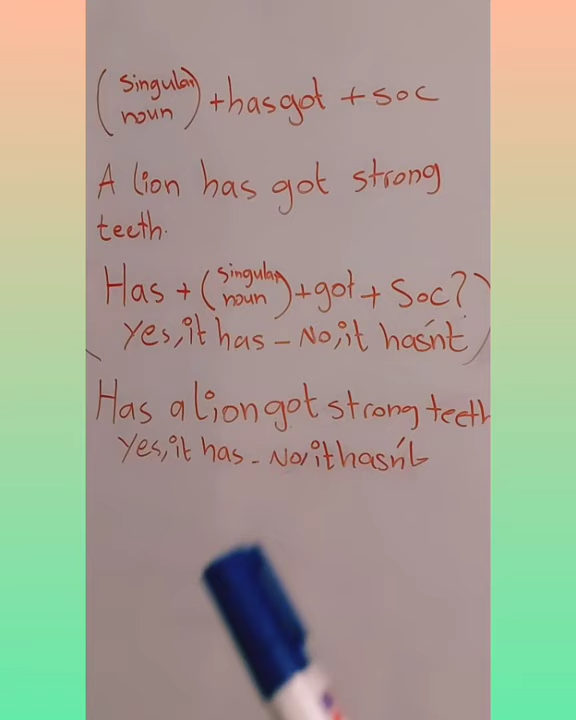 (singular noun) + has got + soc
A lion has got strong
teeth.
Has + (singular noun) + got + Soc?
Yes, it has - No, it hasn't
Has a lion got strong teeth
Yes, it has - No, it hasn't